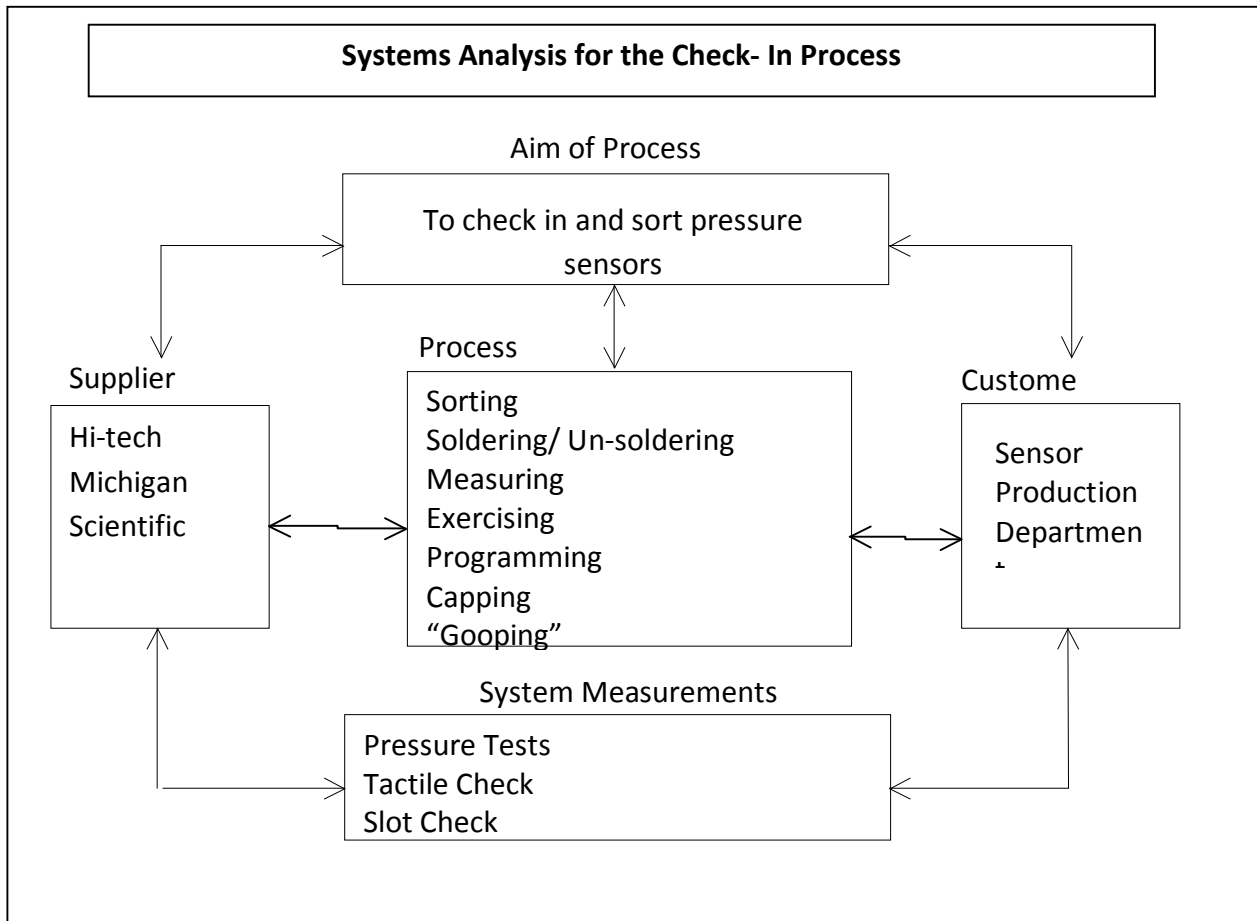 Systems Analysis for the Check- In Process
Aim of Process
To check in and sort pressure
sensors
Process
Supplier
Custome
Sorting
Soldering/ Un-soldering
Measuring
Exercising
Programming
Capping
“Gooping”
Hi-tech
Michigan
Scientific
Sensor
Production
Departmen
t
System Measurements
Pressure Tests
Tactile Check
Slot Check